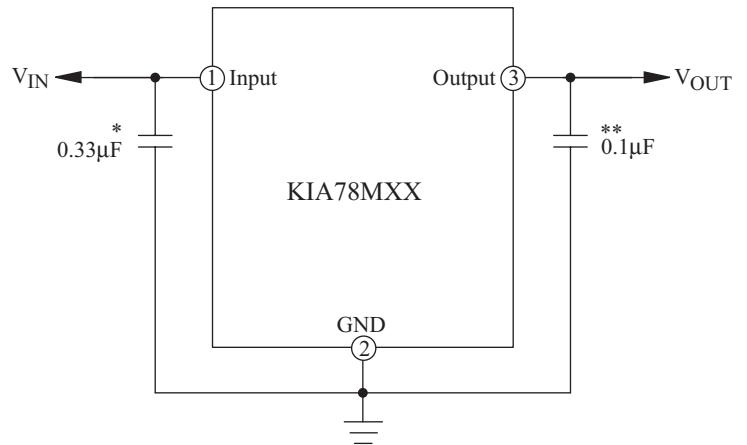 V_IN
1 Input
Output 3
V_OUT
*
0.33μF
**
0.1μF
KIA78MXX
GND
2